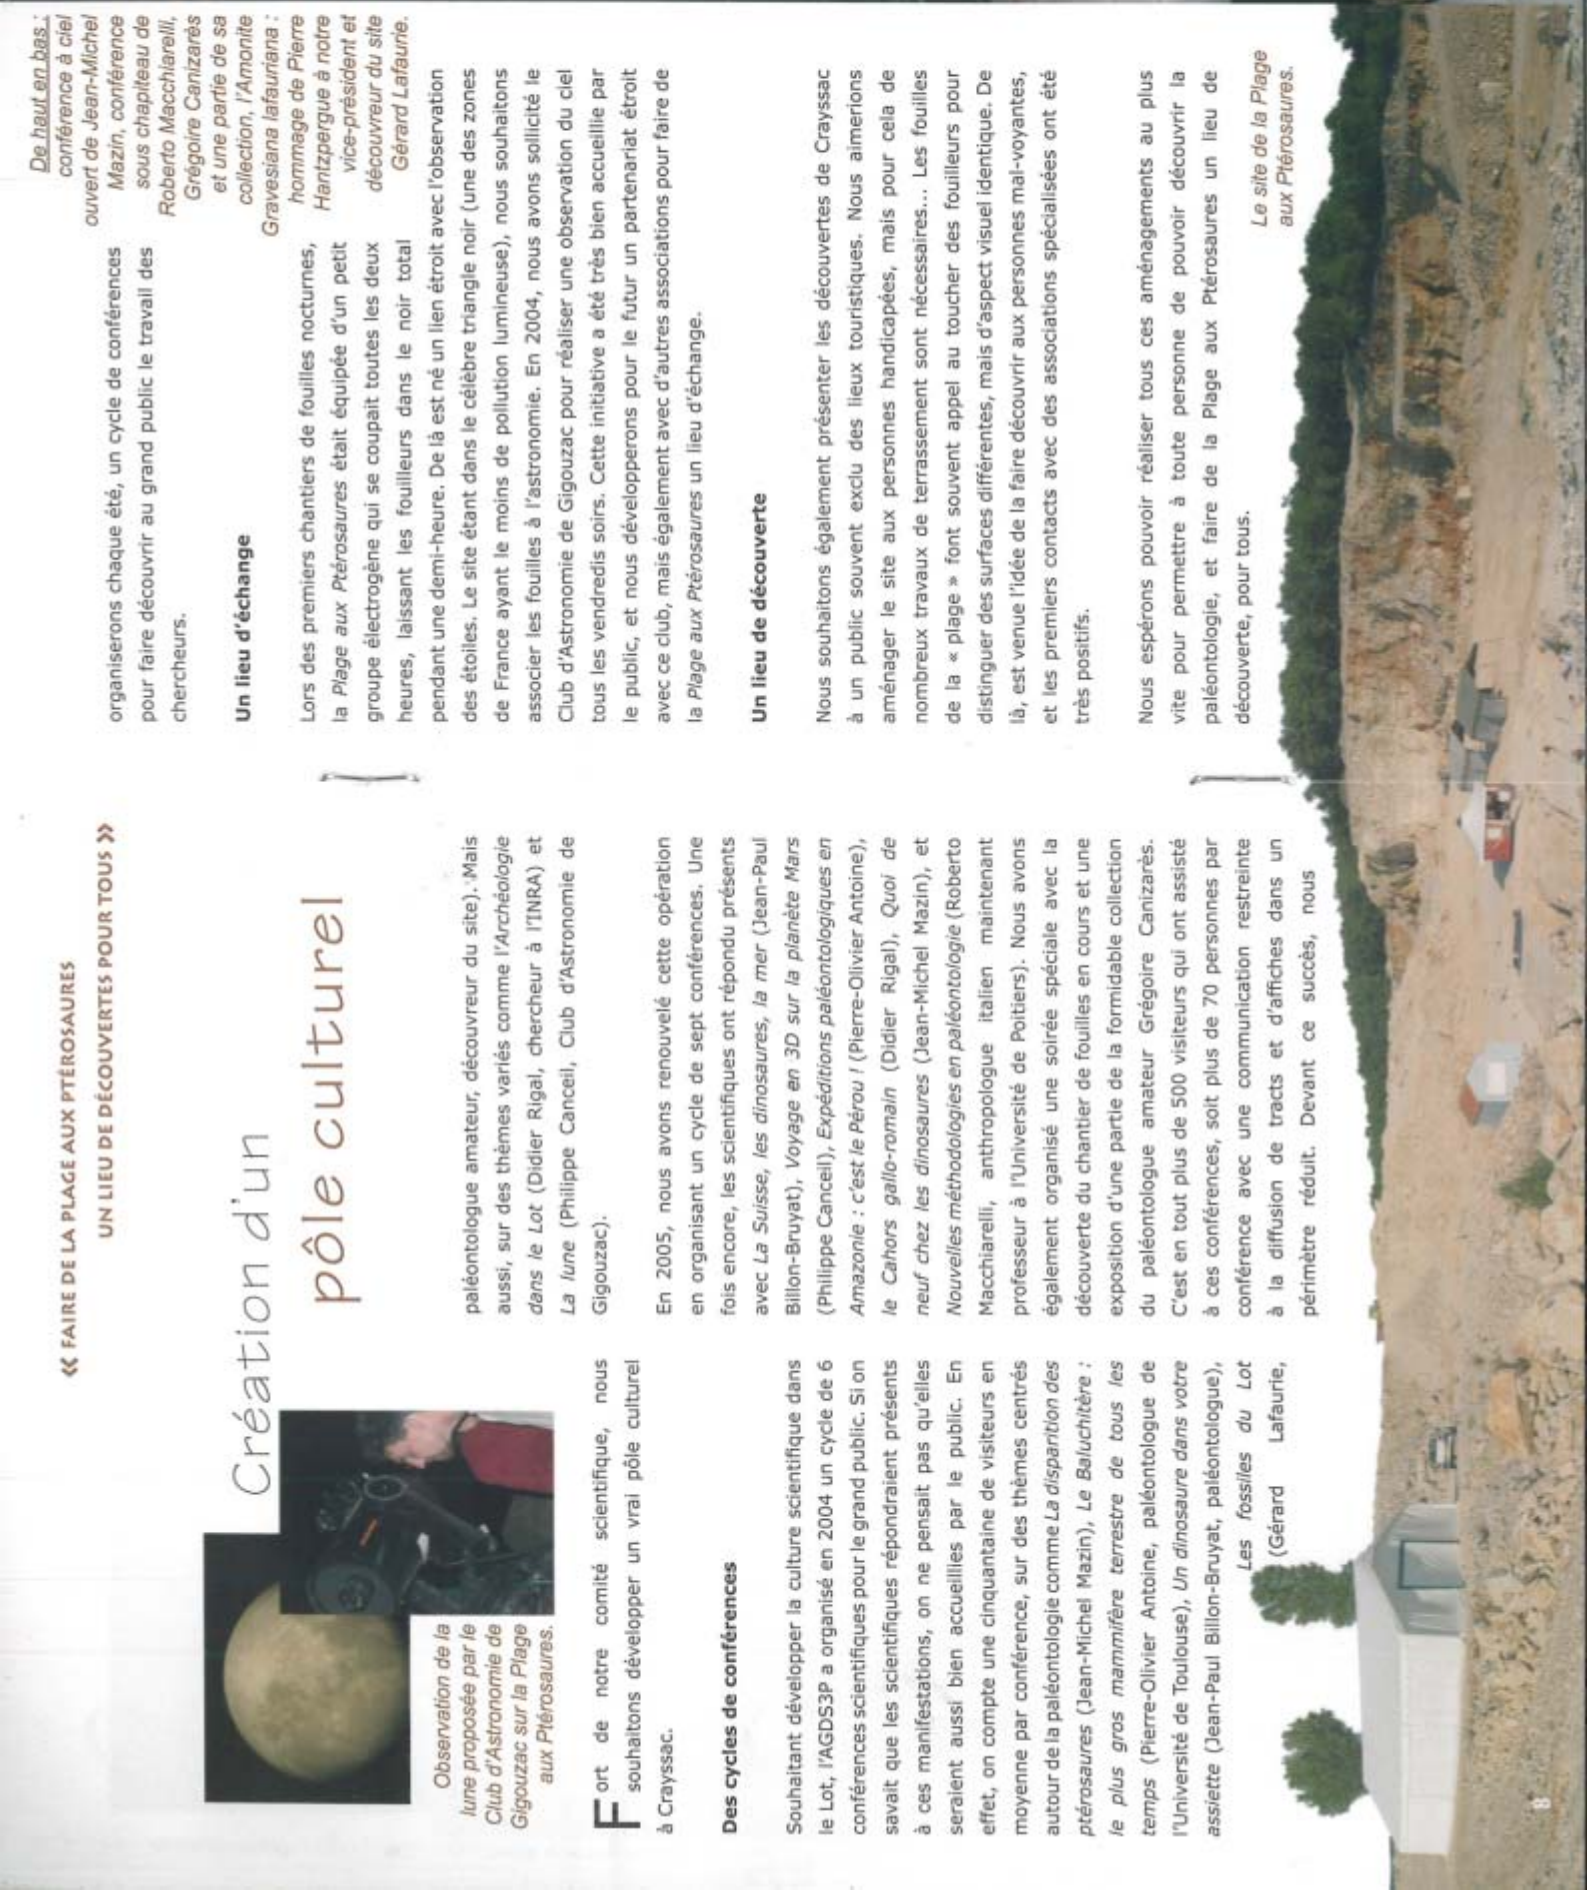 « FAIRE DE LA PLAGE AUX PTÉROSAURES
UN LIEU DE DÉCOUVERTES POUR TOUS »
Création d'un
pôle culturel
Observation de la
lune proposée par le
Club d'Astronomie de
Gigouzac sur la Plage
aux Ptérosaures.
Fort de notre comité scientifique, nous
souhaitons développer un vrai pôle culturel
à Crayssac.
Des cycles de conférences
Souhaitant développer la culture scientifique dans
le Lot, l'AGDS3P a organisé en 2004 un cycle de 6
conférences scientifiques pour le grand public. Si on
savait que les scientifiques répondraient présents
à ces manifestations, on ne pensait pas qu'elles
seraient aussi bien accueillies par le public. En
effet, on compte une cinquantaine de visiteurs en
moyenne par conférence, sur des thèmes centrés
autour de la paléontologie comme La disparition des
ptérosaures (Jean-Michel Mazin), Le Baluchitère :
le plus gros mammifère terrestre de tous les
temps (Pierre-Olivier Antoine, paléontologue de
l'Université de Toulouse), Un dinosaure dans votre
assiette (Jean-Paul Billon-Bruyat, paléontologue),
Les fossiles du Lot
(Gérard Lafaurie,
paléontologue amateur, découvreur du site). Mais
aussi, sur des thèmes variés comme l'Archéologie
dans le Lot (Didier Rigal, chercheur à l'INRA) et
La lune (Philippe Canceil, Club d'Astronomie de
Gigouzac).
En 2005, nous avons renouvelé cette opération
en organisant un cycle de sept conférences. Une
fois encore, les scientifiques ont répondu présents
avec La Suisse, les dinosaures, la mer (Jean-Paul
Billon-Bruyat), Voyage en 3D sur la planète Mars
(Philippe Canceil), Expéditions paléontologiques en
Amazonie : c'est le Pérou ! (Pierre-Olivier Antoine),
le Cahors gallo-romain (Didier Rigal), Quoi de
neuf chez les dinosaures (Jean-Michel Mazin), et
Nouvelles méthodologies en paléontologie (Roberto
Macchiarelli, anthropologue italien maintenant
professeur à l'Université de Poitiers). Nous avons
également organisé une soirée spéciale avec la
découverte du chantier de fouilles en cours et une
exposition d'une partie de la formidable collection
du paléontologue amateur Grégoire Canizarès.
C'est en tout plus de 500 visiteurs qui ont assisté
à ces conférences, soit plus de 70 personnes par
conférence avec une communication restreinte
à la diffusion de tracts et d'affiches dans un
périmètre réduit. Devant ce succès, nous
8
De haut en bas :
conférence à ciel
ouvert de Jean-Michel
Mazin, conférence
sous chapiteau de
Roberto Macchiarelli,
Grégoire Canizarès
et une partie de sa
collection, l'Amonite
Gravesiana lafauriana :
hommage de Pierre
Hantzpergue à notre
vice-président et
découvreur du site
Gérard Lafaurie.
organiserons chaque été, un cycle de conférences
pour faire découvrir au grand public le travail des
chercheurs.
Un lieu d'échange
Lors des premiers chantiers de fouilles nocturnes,
la Plage aux Ptérosaures était équipée d'un petit
groupe électrogène qui se coupait toutes les deux
heures, laissant les fouilleurs dans le noir total
pendant une demi-heure. De là est né un lien étroit avec l'observation
des étoiles. Le site étant dans le célèbre triangle noir (une des zones
de France ayant le moins de pollution lumineuse), nous souhaitons
associer les fouilles à l'astronomie. En 2004, nous avons sollicité le
Club d'Astronomie de Gigouzac pour réaliser une observation du ciel
tous les vendredis soirs. Cette initiative a été très bien accueillie par
le public, et nous développerons pour le futur un partenariat étroit
avec ce club, mais également avec d'autres associations pour faire de
la Plage aux Ptérosaures un lieu d'échange.
Un lieu de découverte
Nous souhaitons également présenter les découvertes de Crayssac
à un public souvent exclu des lieux touristiques. Nous aimerions
aménager le site aux personnes handicapées, mais pour cela de
nombreux travaux de terrassement sont nécessaires... Les fouilles
de la « plage » font souvent appel au toucher des fouilleurs pour
distinguer des surfaces différentes, mais d'aspect visuel identique. De
là, est venue l'idée de la faire découvrir aux personnes mal-voyantes,
et les premiers contacts avec des associations spécialisées ont été
très positifs.
Nous espérons pouvoir réaliser tous ces aménagements au plus
vite pour permettre à toute personne de pouvoir découvrir la
paléontologie, et faire de la Plage aux Ptérosaures un lieu de
découverte, pour tous.
Le site de la Plage
aux Ptérosaures.